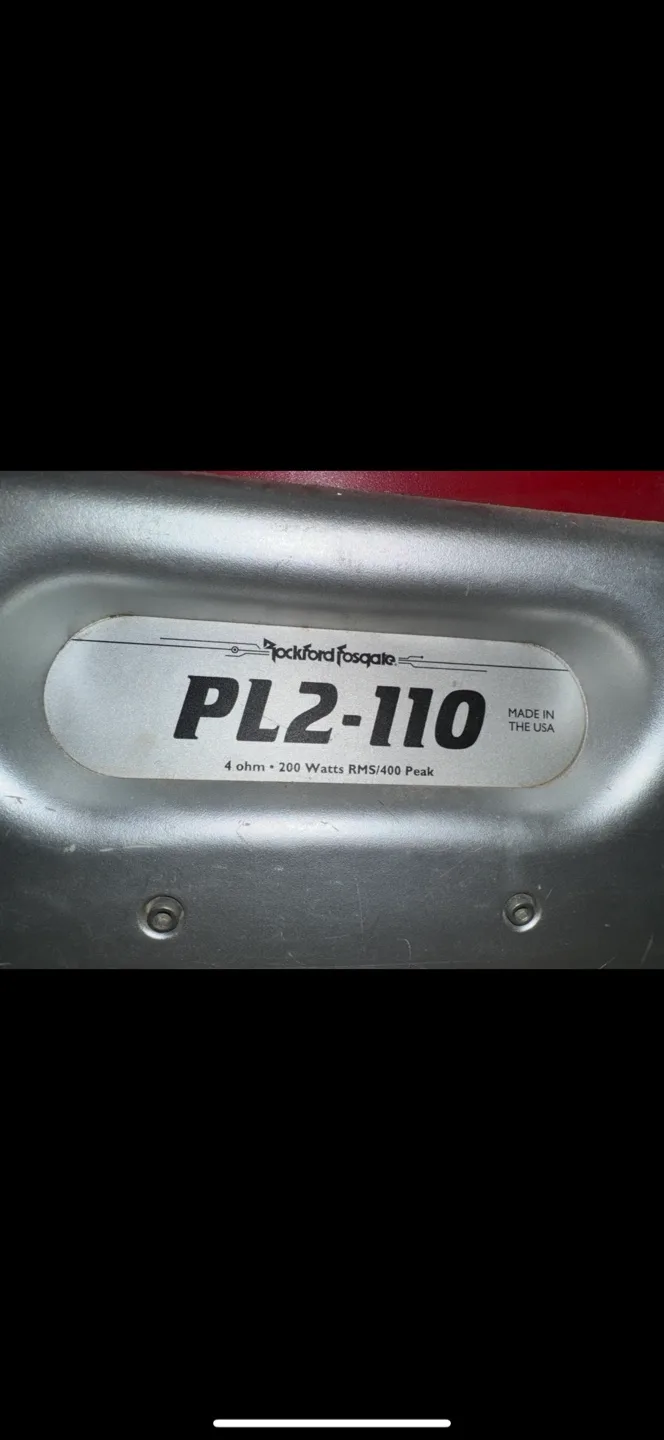 Rockford Fosgate
PL2-110
MADE IN
THE USA
4 ohm • 200 Watts RMS/400 Peak